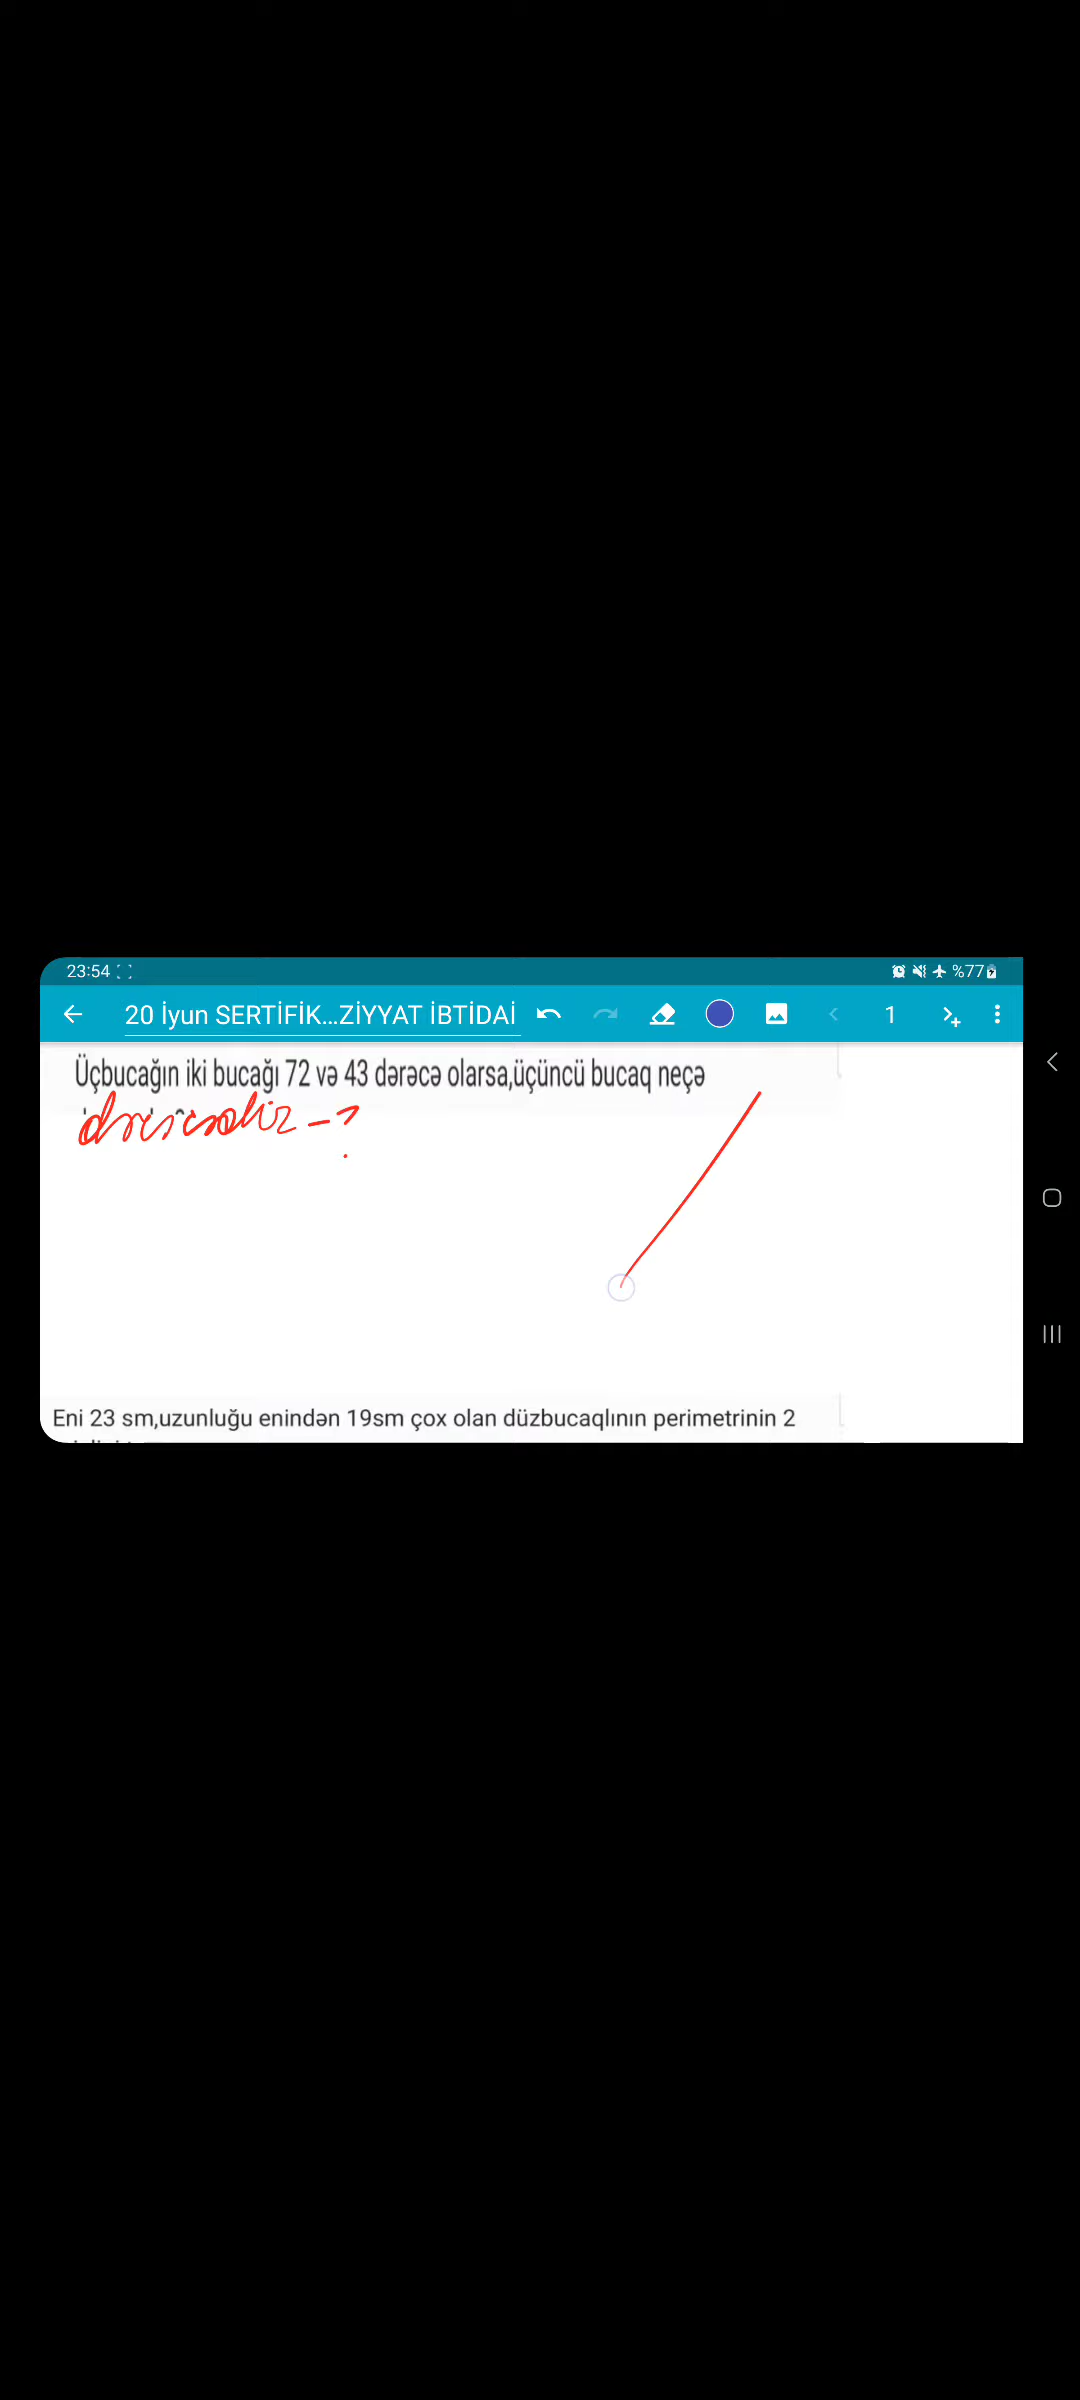 23:54
%77
20 İyun SERTİFİK...ZİYYAT İBTİDAİ
1
Üçbucağın iki bucağı 72 və 43 dərəcə olarsa,üçüncü bucaq neçə
Eni 23 sm,uzunluğu enindən 19sm çox olan düzbucaqlının perimetrinin 2